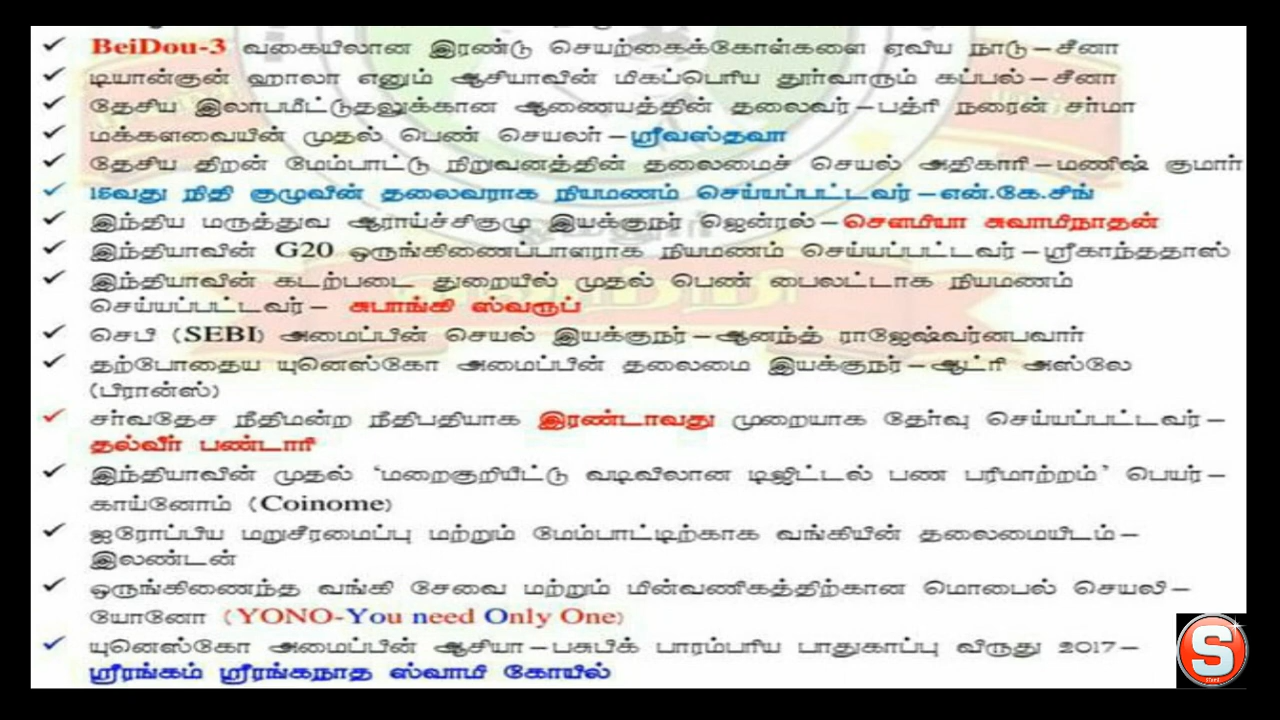 BeiDou-3 வகையிலான இரண்டு செயற்கைக்கோள்களை ஏவிய நாடு – சீனா
டியான்குன் ஹாலா எனும் ஆசியாவின் மிகப்பெரிய தூர்வாரும் கப்பல் – சீனா
தேசிய இலாபமீட்டுதலுக்கான ஆணையத்தின் தலைவர் – பத்ரி நரைன் சர்மா
மக்களவையின் முதல் பெண் செயலர் – ஸ்ரீவஸ்தவா
தேசிய திறன் மேம்பாட்டு நிறுவனத்தின் தலைமைச் செயல் அதிகாரி – மணிஷ் குமார்
15வது நிதி குழுவின் தலைவராக நியமணம் செய்யப்பட்டவர் – என்.கே.சிங்
இந்திய மருத்துவ ஆராய்ச்சிகுழு இயக்குநர் ஜென்ரல் – சௌமியா சுவாமிநாதன்
இந்தியாவின் G20 ஒருங்கிணைப்பாளராக நியமணம் செய்யப்பட்டவர் – ஸ்ரீகாந்ததாஸ்
இந்தியாவின் கடற்படை துறையில் முதல் பெண் பைலட்டாக நியமணம்
செய்யப்பட்டவர் – சுபாங்கி ஸ்வரூப்
செபி (SEBI) அமைப்பின் செயல் இயக்குநர் – ஆனந்த் ராஜேஷ்வர்னபவார்
தற்போதைய யுனெஸ்கோ அமைப்பின் தலைமை இயக்குநர் – ஆட்ரி அஸ்லே
(பிரான்ஸ்)
சர்வதேச நீதிமன்ற நீதிபதியாக இரண்டாவது முறையாக தேர்வு செய்யப்பட்டவர் –
தல்வீர் பண்டாரி
இந்தியாவின் முதல் ‘மறைகுறியீட்டு வடிவிலான டிஜிட்டல் பண பரிமாற்றம்’ பெயர் –
காய்னோம் (Coinome)
ஐரோப்பிய மறுசீரமைப்பு மற்றும் மேம்பாட்டிற்காக வங்கியின் தலைமையிடம் –
இலண்டன்
ஒருங்கிணைந்த வங்கி சேவை மற்றும் மின்வணிகத்திற்கான மொபைல் செயலி –
யோனோ (YONO-You need Only One)
யுனெஸ்கோ அமைப்பின் ஆசியா – பசுபிக் பாரம்பரிய பாதுகாப்பு விருது 2017 –
ஸ்ரீரங்கம் ஸ்ரீரங்கநாத ஸ்வாமி கோயில்
S